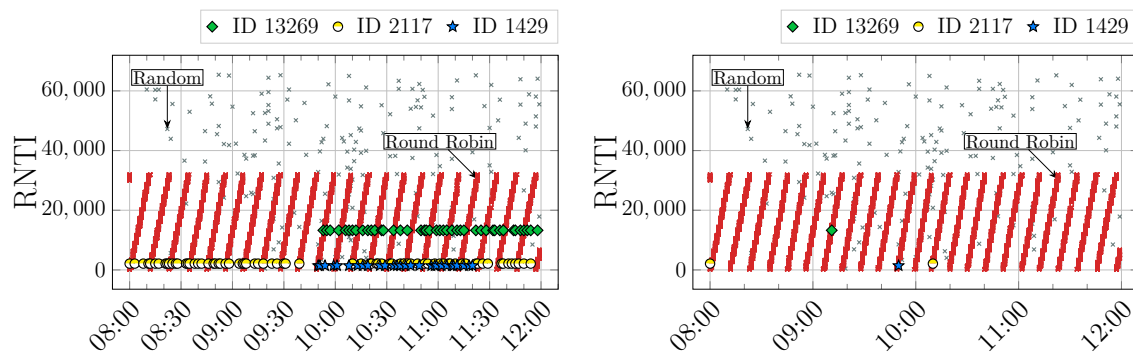 ID 13269 ID 2117 ID 1429
60,000
40,000
20,000
0
RNTI
Random
Round Robin
08:00 08:30 09:00 09:30 10:00 10:30 11:00 11:30 12:00
ID 13269 ID 2117 ID 1429
60,000
40,000
20,000
0
RNTI
Random
Round Robin
08:00 09:00 10:00 11:00 12:00